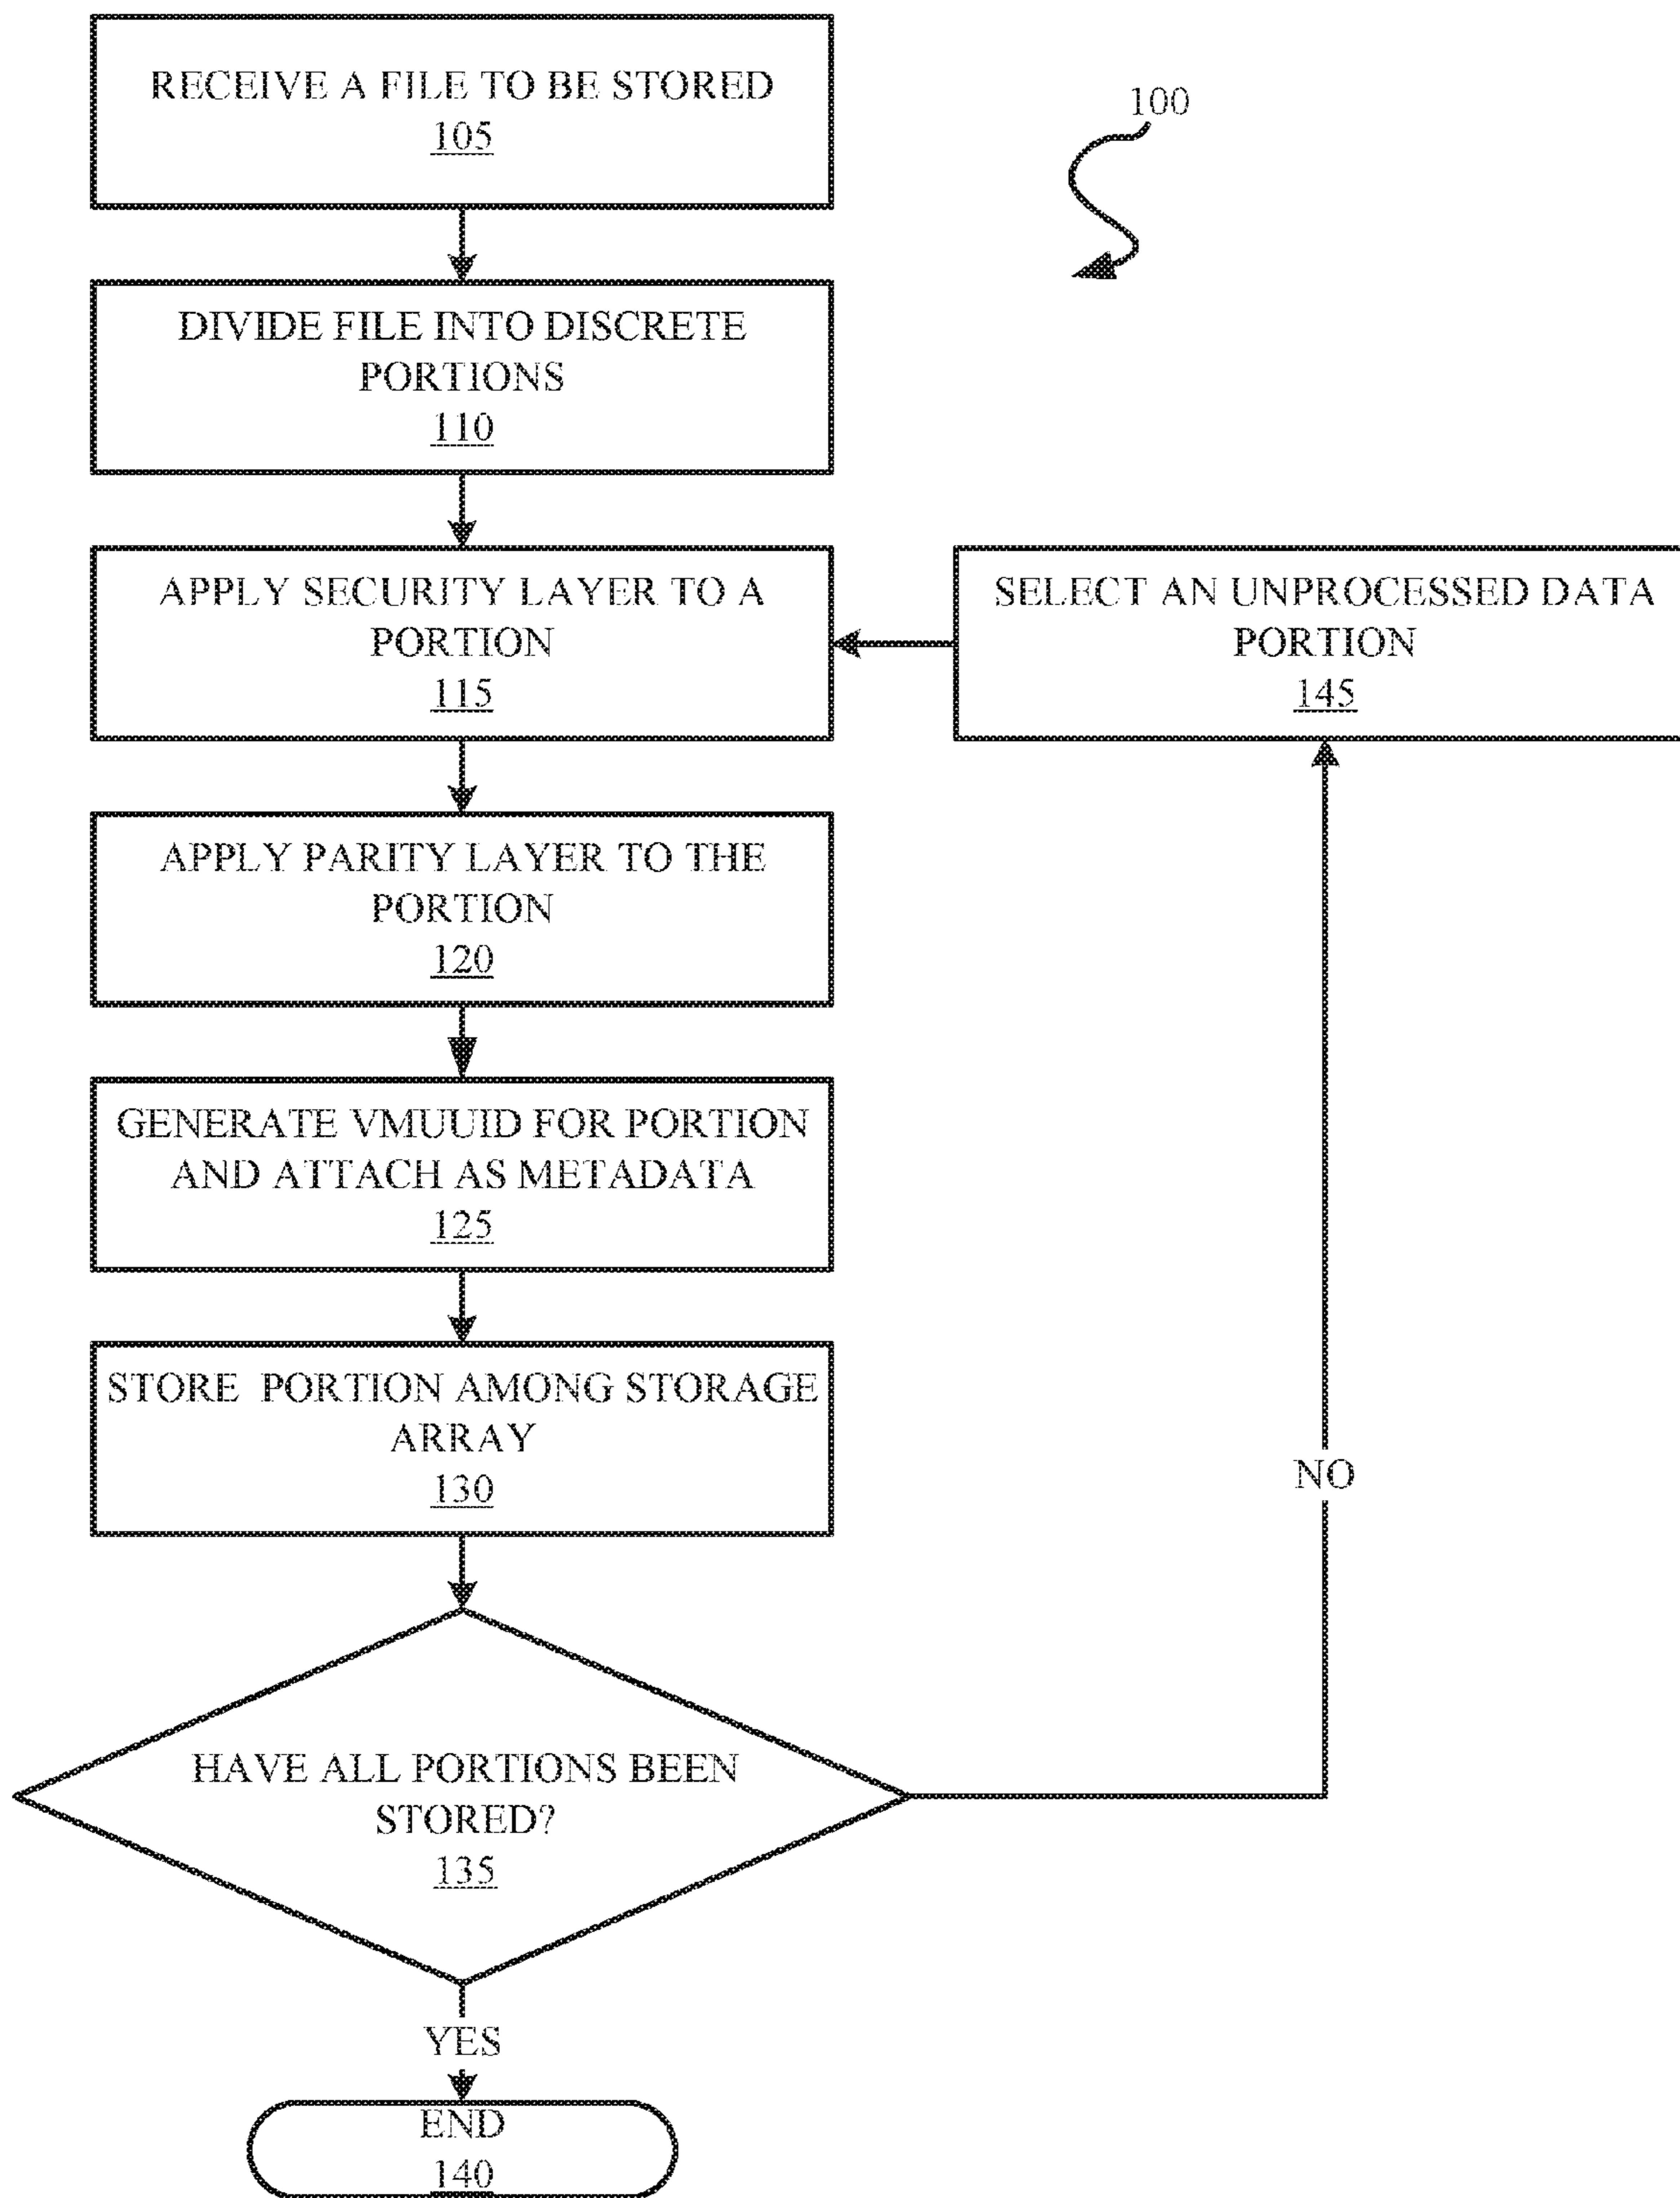 RECEIVE A FILE TO BE STORED
105
100
DIVIDE FILE INTO DISCRETE
PORTIONS
110
APPLY SECURITY LAYER TO A
PORTION
115
SELECT AN UNPROCESSED DATA
PORTION
145
APPLY PARITY LAYER TO THE
PORTION
120
GENERATE VMUUID FOR PORTION
AND ATTACH AS METADATA
125
STORE PORTION AMONG STORAGE
ARRAY
130
NO
HAVE ALL PORTIONS BEEN
STORED?
135
YES
END
140